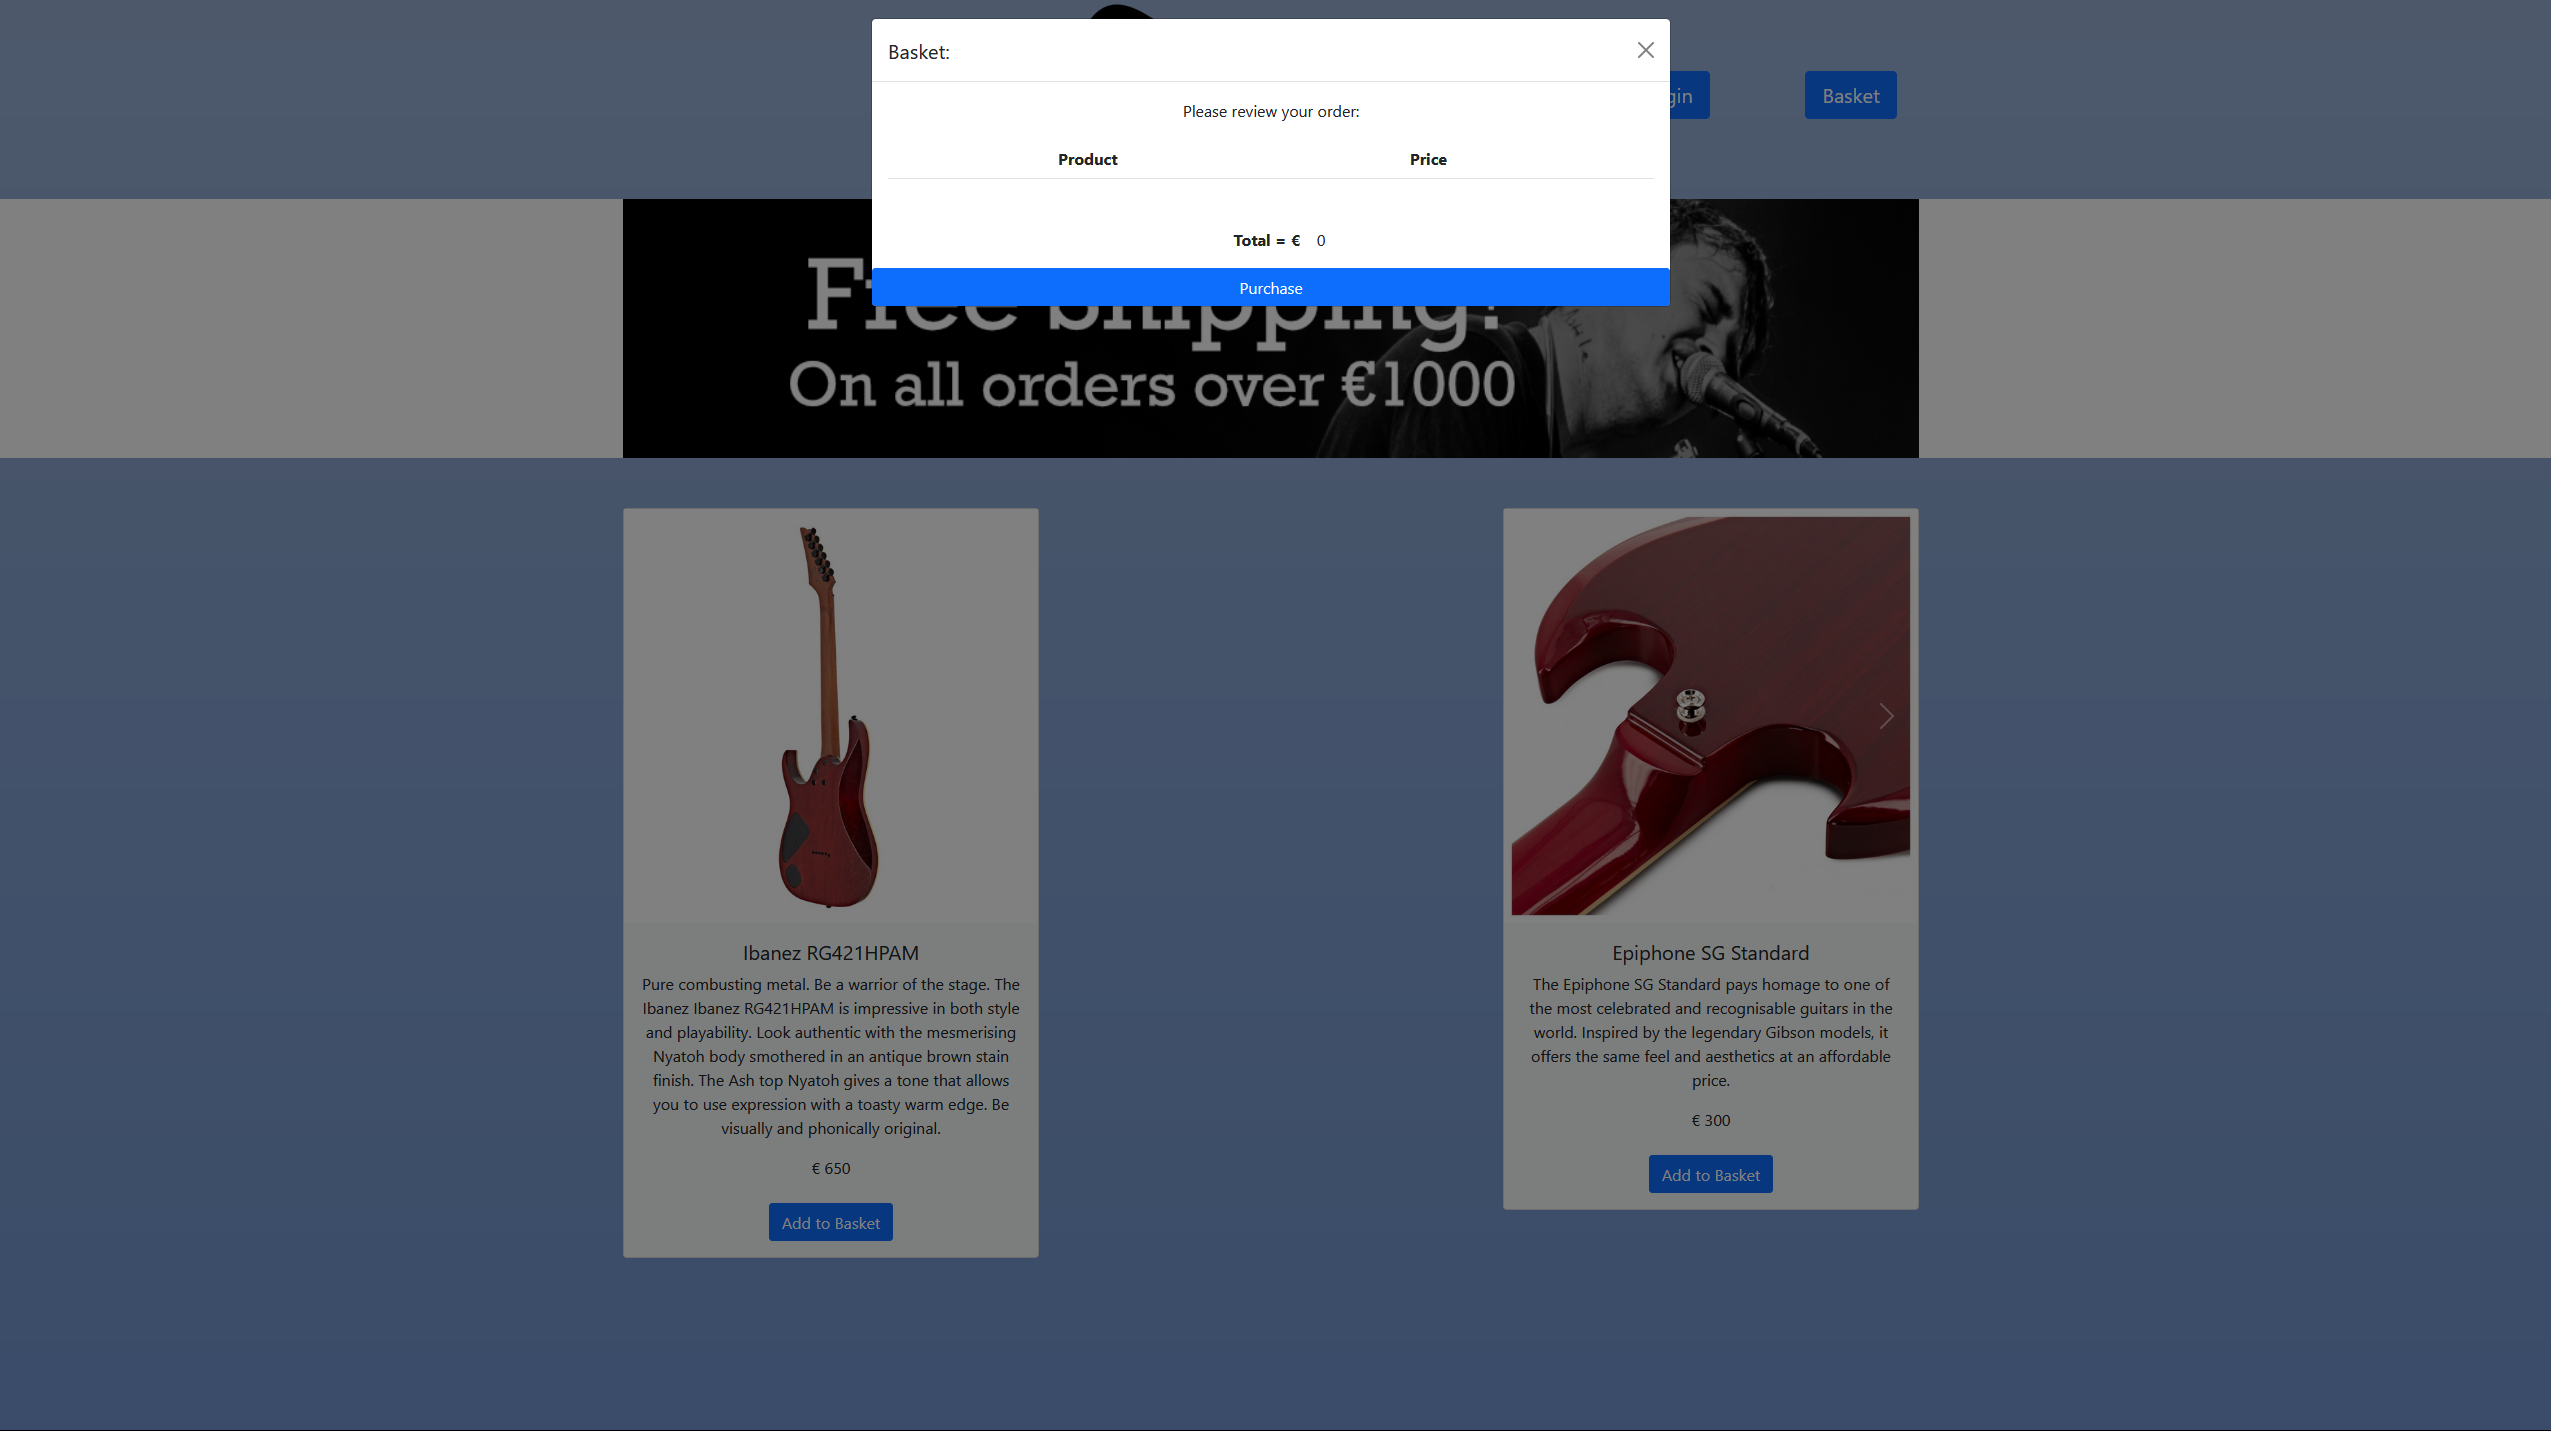 Basket:
Please review your order:
Product Price
Total = € 0
Purchase
Basket
On all orders over €1000
Ibanez RG421HPAM
Pure combusting metal. Be a warrior of the stage. The
Ibanez Ibanez RG421HPAM is impressive in both style
and playability. Look authentic with the mesmerising
Nyatoh body smothered in an antique brown stain
finish. The Ash top Nyatoh gives a tone that allows
you to use expression with a toasty warm edge. Be
visually and phonically original.
€ 650
Add to Basket
Epiphone SG Standard
The Epiphone SG Standard pays homage to one of
the most celebrated and recognisable guitars in the
world. Inspired by the legendary Gibson models, it
offers the same feel and aesthetics at an affordable
price.
€ 300
Add to Basket